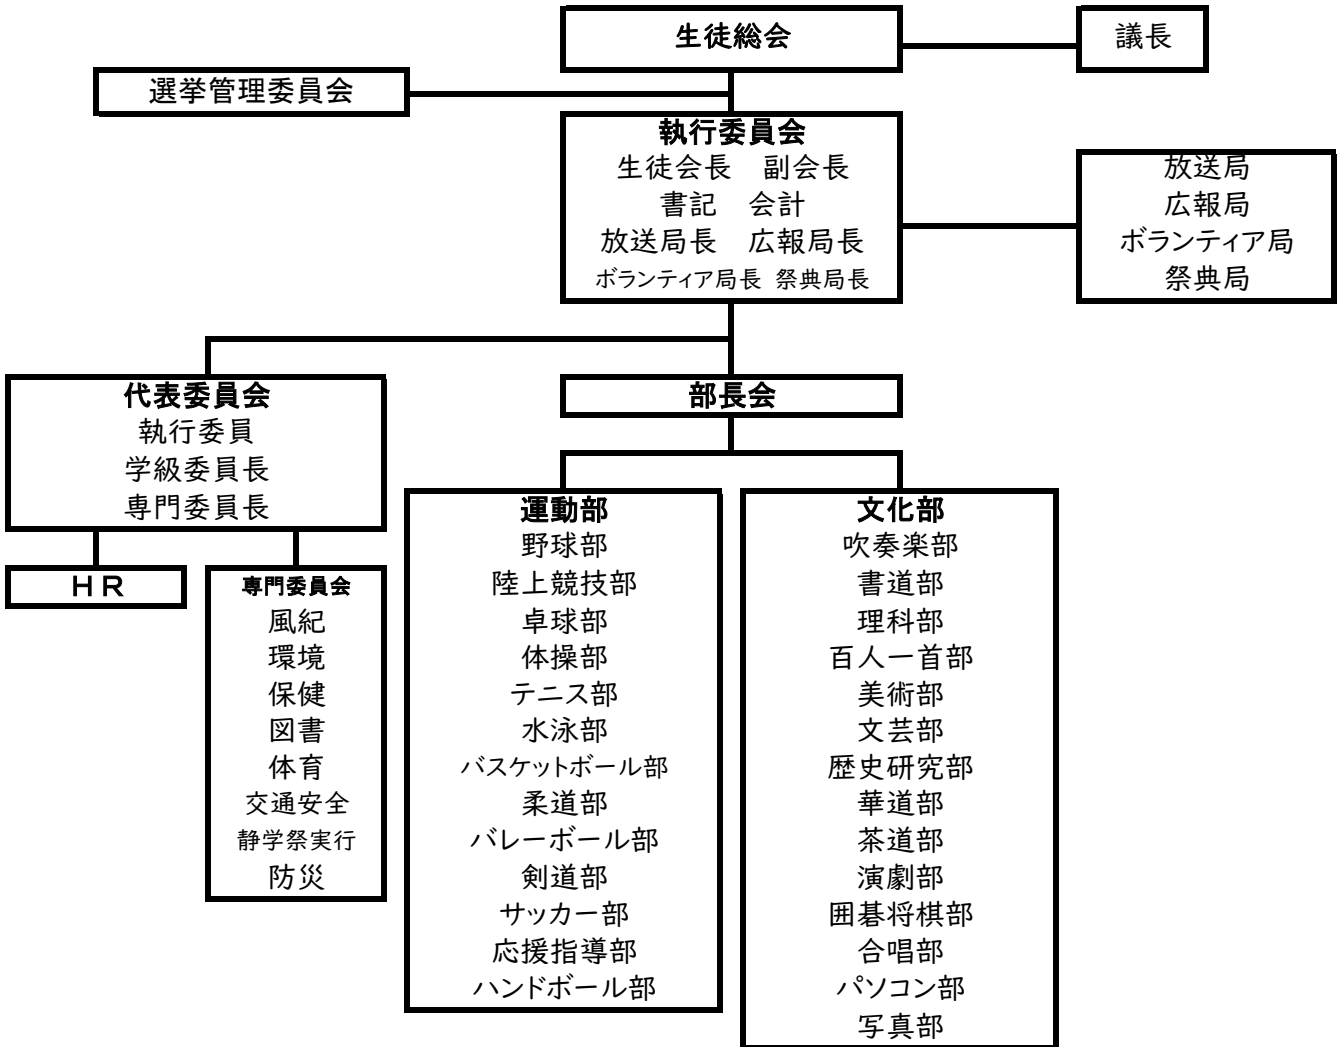 生徒総会
議長
選挙管理委員会
執行委員会
生徒会長 副会長
書記 会計
放送局長 広報局長
ボランティア局長 祭典局長
放送局
広報局
ボランティア局
祭典局
代表委員会
執行委員
学級委員長
専門委員長
部長会
HR
専門委員会
風紀
環境
保健
図書
体育
交通安全
静学祭実行
防災
運動部
野球部
陸上競技部
卓球部
体操部
テニス部
水泳部
バスケットボール部
柔道部
バレーボール部
剣道部
サッカー部
応援指導部
ハンドボール部
文化部
吹奏楽部
書道部
理科部
百人一首部
美術部
文芸部
歴史研究部
華道部
茶道部
演劇部
囲碁将棋部
合唱部
パソコン部
写真部